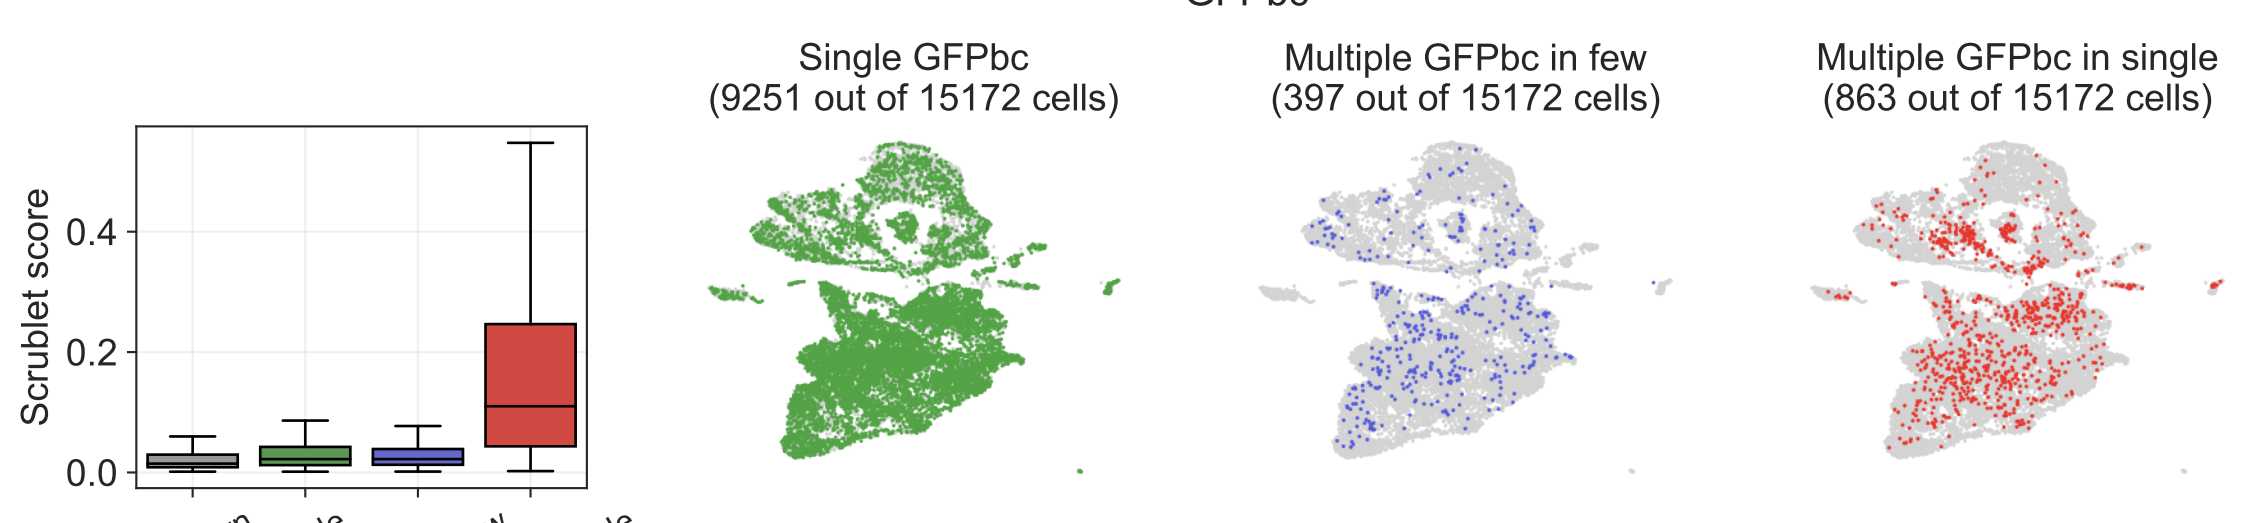 Single GFPbc
(9251 out of 15172 cells)
Multiple GFPbc in few
(397 out of 15172 cells)
Multiple GFPbc in single
(863 out of 15172 cells)
Scrublet score
0.4
0.2
0.0